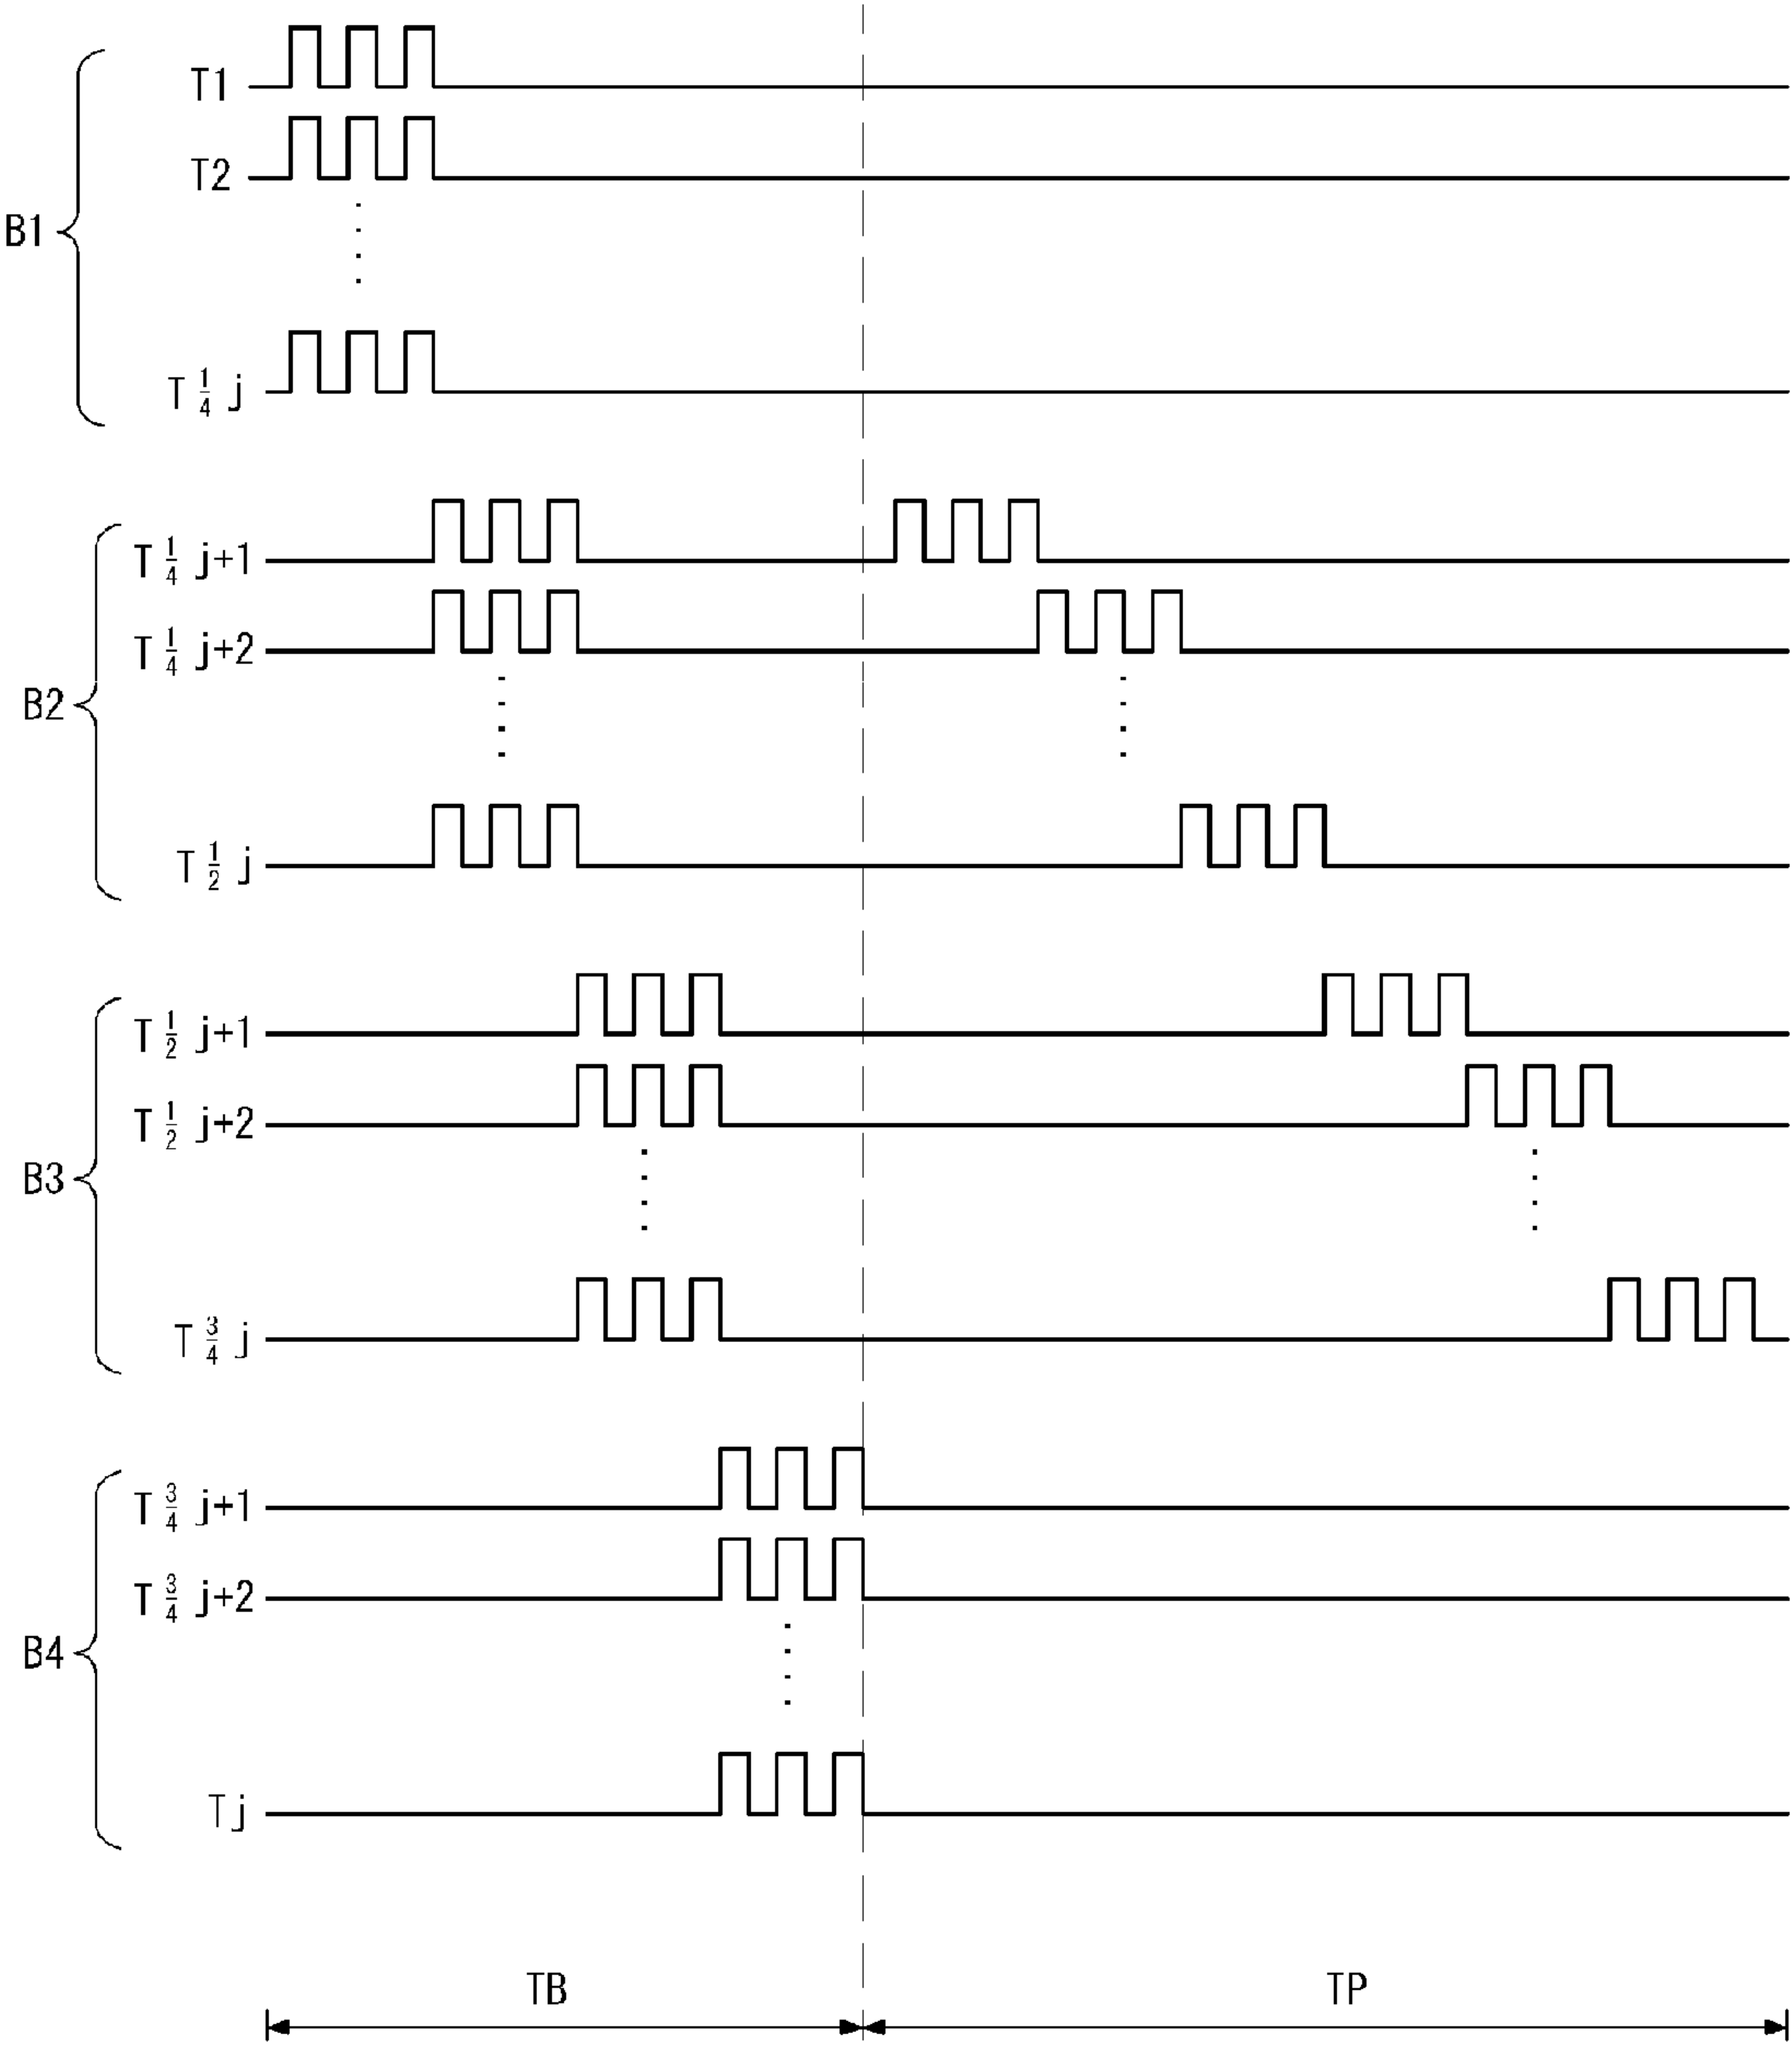 T1
T2
B1
T 1/4 j
T 1/4 j+1
T 1/4 j+2
B2
T 1/2 j
T 1/2 j+1
T 1/2 j+2
B3
T 3/4 j
T 3/4 j+1
T 3/4 j+2
B4
Tj
TB TP